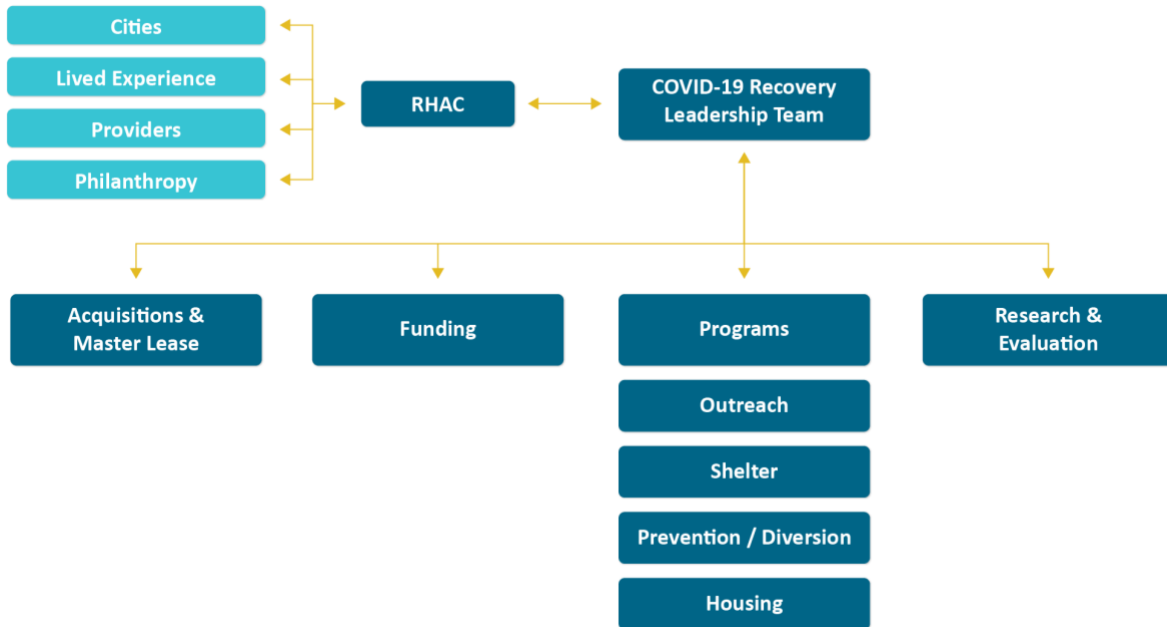 Cities
Lived Experience
Providers
Philanthropy
RHAC
COVID-19 Recovery
Leadership Team
Acquisitions &
Master Lease
Funding
Programs
Research &
Evaluation
Outreach
Shelter
Prevention / Diversion
Housing